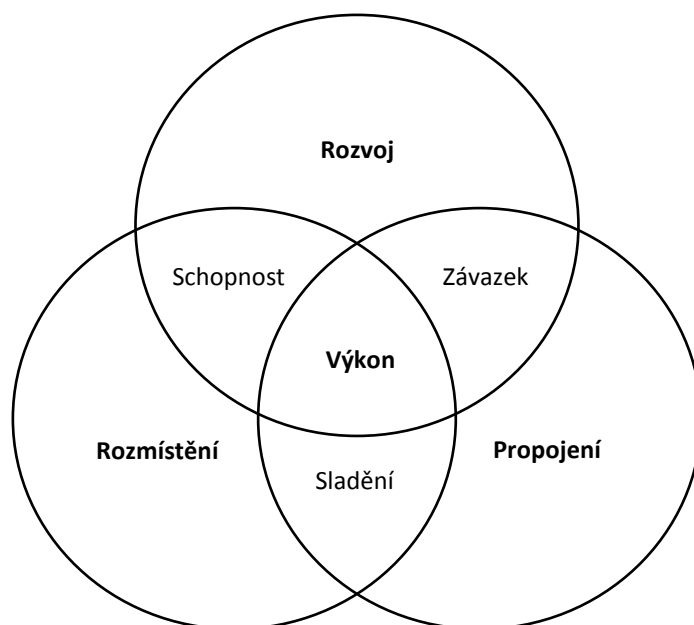 Rozvoj
Schopnost
Závazek
Výkon
Rozmístění
Propojení
Sladění